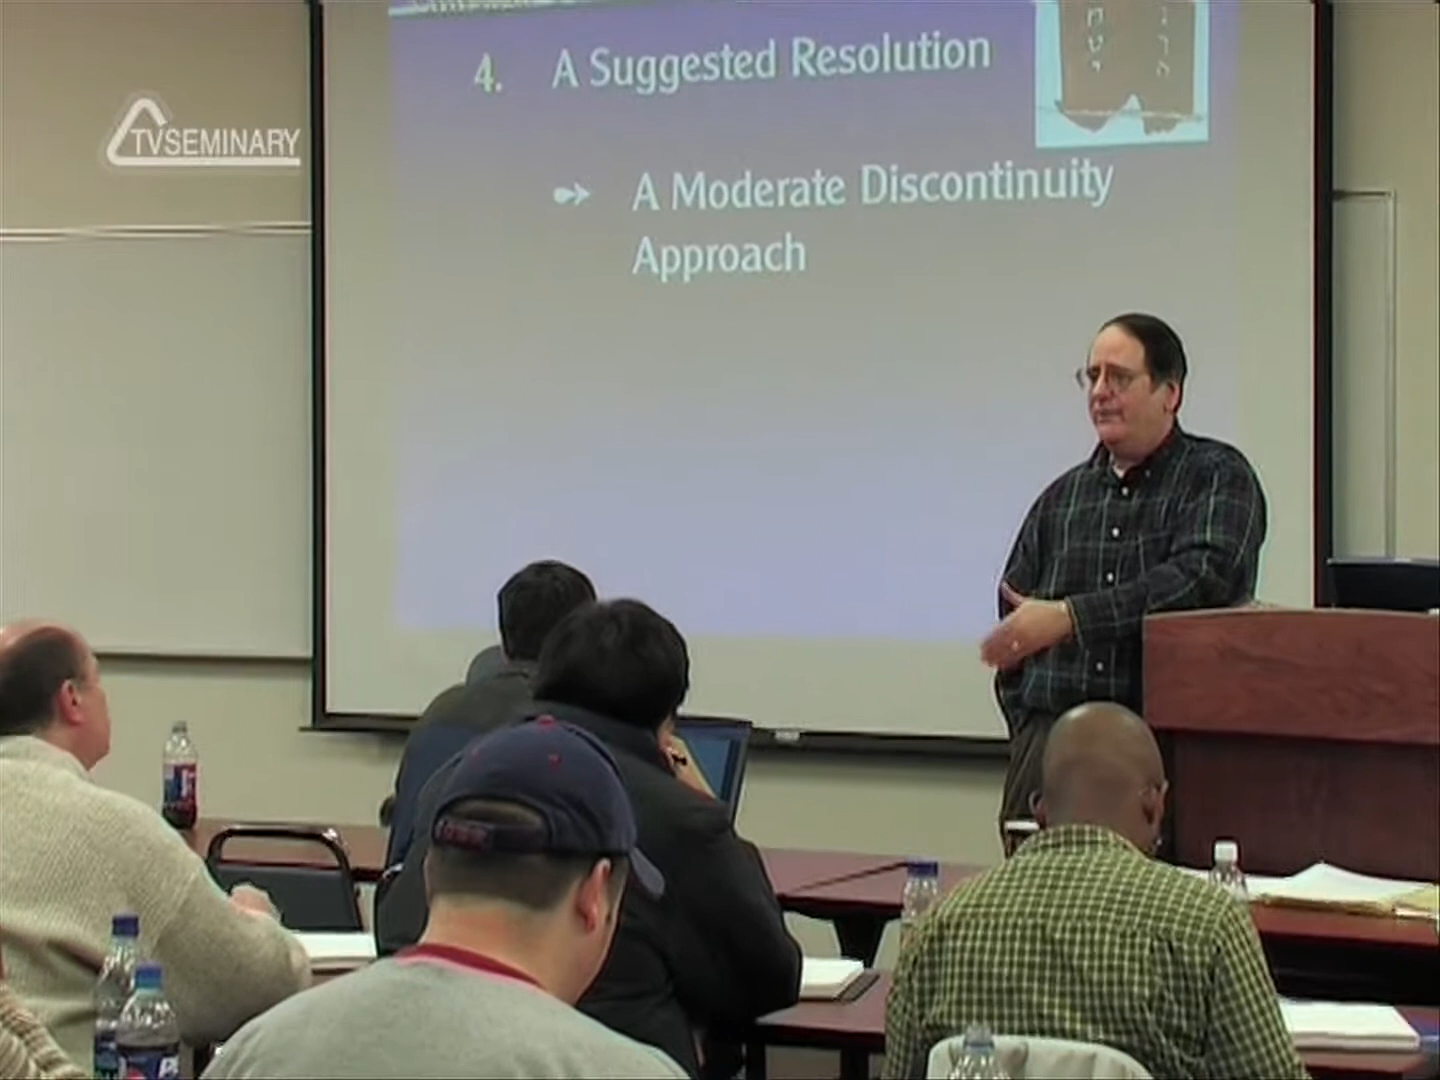 4. A Suggested Resolution
A Moderate Discontinuity
Approach
TVSEMINARY